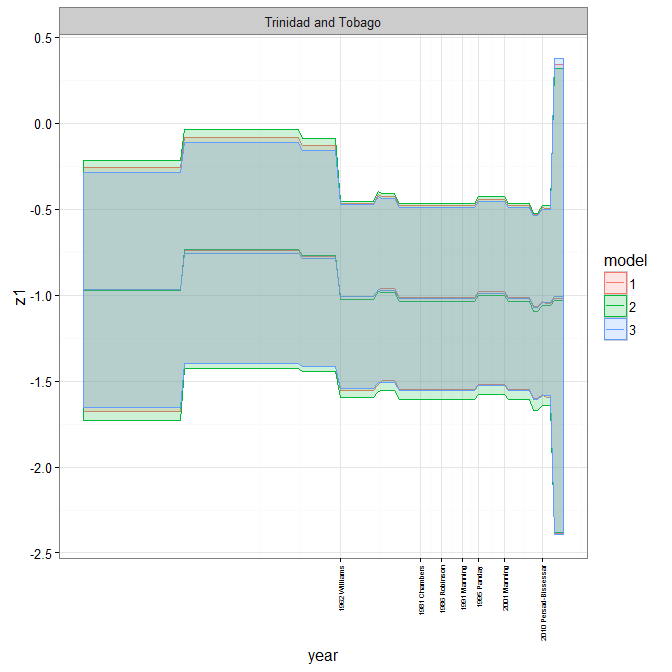 Trinidad and Tobago
0.5
0.0
-0.5
-1.0
-1.5
-2.0
-2.5
z1
1962 Williams
1981 Chambers
1986 Robinson
1991 Manning
1995 Panday
2001 Manning
2010 Persad-Bissessar
year
model
1
2
3